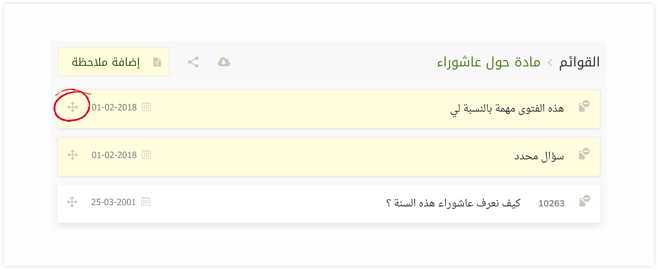 القوائم > مادة حول عاشوراء إضافة ملاحظة
هذه الفتوى مهمة بالنسبة لي 01-02-2018
سؤال محدد 01-02-2018
10263 كيف نعرف عاشوراء هذه السنة ؟ 25-03-2001